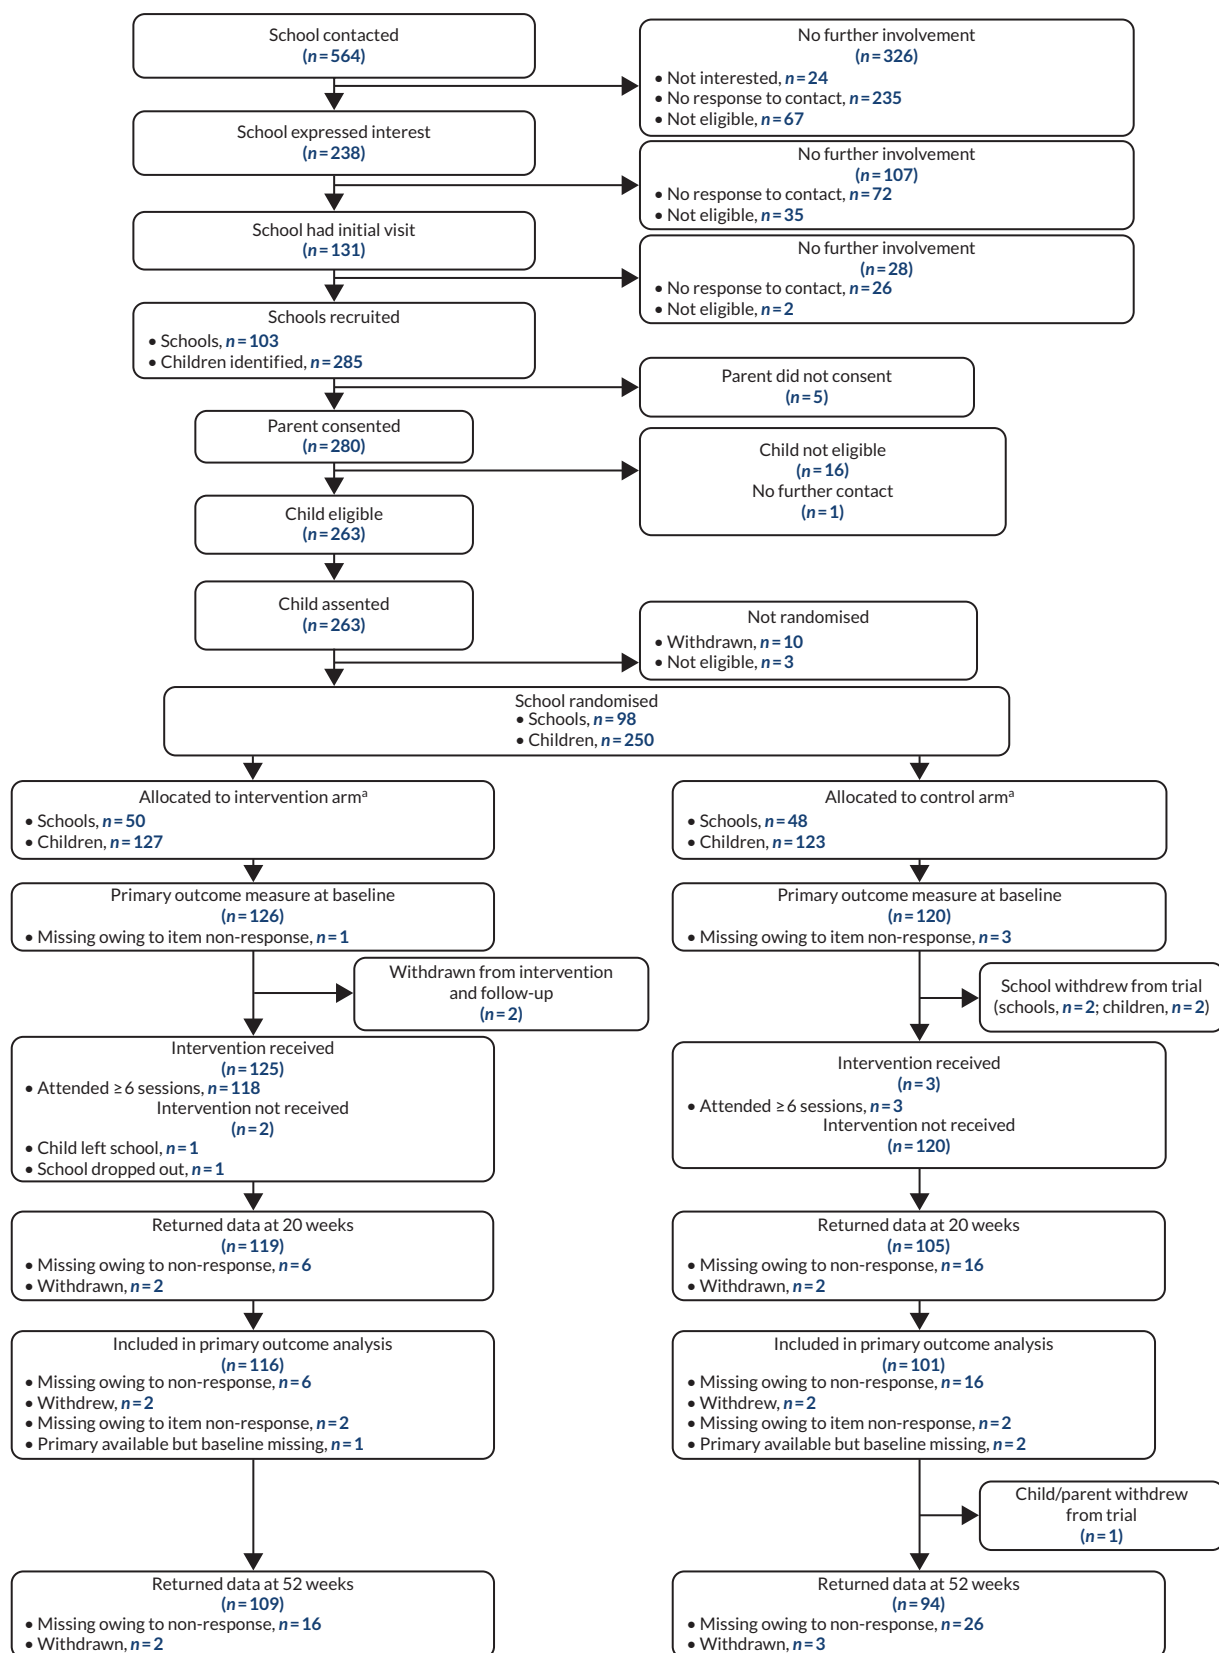 School contacted
(n=564)
No further involvement
(n=326)
• Not interested, n=24
• No response to contact, n=235
• Not eligible, n=67
School expressed interest
(n=238)
No further involvement
(n=107)
• No response to contact, n=72
• Not eligible, n=35
School had initial visit
(n=131)
No further involvement
(n=28)
• No response to contact, n=26
• Not eligible, n=2
Schools recruited
• Schools, n=103
• Children identified, n=285
Parent did not consent
(n=5)
Parent consented
(n=280)
Child not eligible
(n=16)
No further contact
(n=1)
Child eligible
(n=263)
Child assented
(n=263)
Not randomised
• Withdrawn, n=10
• Not eligible, n=3
School randomised
• Schools, n=98
• Children, n=250
Allocated to intervention armᵃ
• Schools, n=50
• Children, n=127
Allocated to control armᵃ
• Schools, n=48
• Children, n=123
Primary outcome measure at baseline
(n=126)
• Missing owing to item non-response, n=1
Primary outcome measure at baseline
(n=120)
• Missing owing to item non-response, n=3
Withdrawn from intervention
and follow-up
(n=2)
School withdrew from trial
(schools, n=2; children, n=2)
Intervention received
(n=125)
• Attended ≥6 sessions, n=118
Intervention not received
(n=2)
• Child left school, n=1
• School dropped out, n=1
Intervention received
(n=3)
• Attended ≥6 sessions, n=3
Intervention not received
(n=120)
Returned data at 20 weeks
(n=119)
• Missing owing to non-response, n=6
• Withdrawn, n=2
Returned data at 20 weeks
(n=105)
• Missing owing to non-response, n=16
• Withdrawn, n=2
Included in primary outcome analysis
(n=116)
• Missing owing to non-response, n=6
• Withdrew, n=2
• Missing owing to item non-response, n=2
• Primary available but baseline missing, n=1
Included in primary outcome analysis
(n=101)
• Missing owing to non-response, n=16
• Withdrew, n=2
• Missing owing to item non-response, n=2
• Primary available but baseline missing, n=2
Child/parent withdrew
from trial
(n=1)
Returned data at 52 weeks
(n=109)
• Missing owing to non-response, n=16
• Withdrawn, n=2
Returned data at 52 weeks
(n=94)
• Missing owing to non-response, n=26
• Withdrawn, n=3